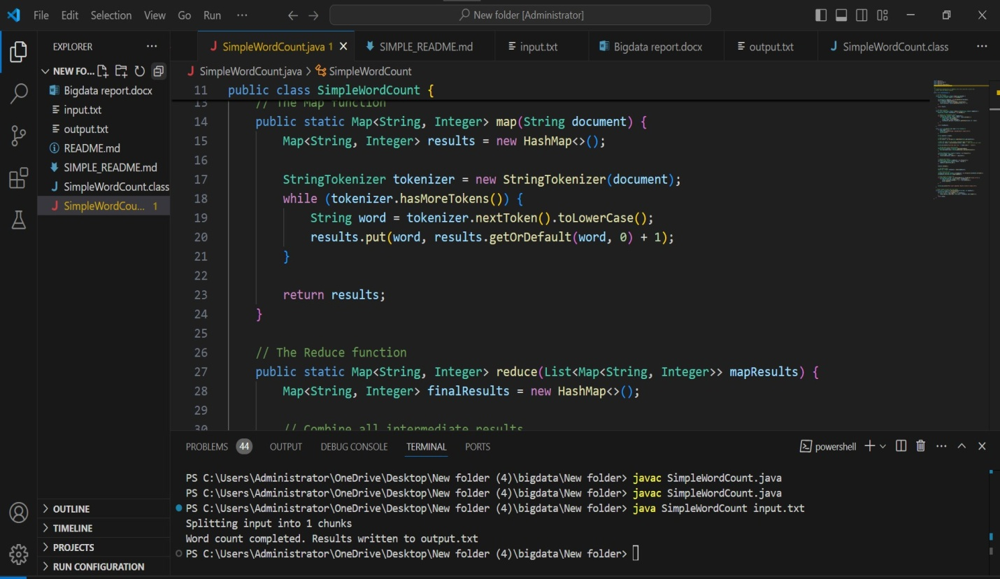 File Edit Selection View Go Run ··· ← → New folder [Administrator]
EXPLORER ···
NEW FO...
Bigdata report.docx
input.txt
output.txt
README.md
SIMPLE_README.md
SimpleWordCount.class
SimpleWordCou... 1
OUTLINE
TIMELINE
PROJECTS
RUN CONFIGURATION
SimpleWordCount.java 1 SIMPLE_README.md input.txt Bigdata report.docx output.txt SimpleWordCount.class ···
SimpleWordCount.java > SimpleWordCount
11 public class SimpleWordCount {
13 // The Map function
14 public static Map<String, Integer> map(String document) {
15 Map<String, Integer> results = new HashMap<>();
16
17 StringTokenizer tokenizer = new StringTokenizer(document);
18 while (tokenizer.hasMoreTokens()) {
19 String word = tokenizer.nextToken().toLowerCase();
20 results.put(word, results.getOrDefault(word, 0) + 1);
21 }
22
23 return results;
24 }
25
26 // The Reduce function
27 public static Map<String, Integer> reduce(List<Map<String, Integer>> mapResults) {
28 Map<String, Integer> finalResults = new HashMap<>();
29
30 // Combine all intermediate results
PROBLEMS 44 OUTPUT DEBUG CONSOLE TERMINAL PORTS powershell
PS C:\Users\Administrator\OneDrive\Desktop\New folder (4)\bigdata\New folder> javac SimpleWordCount.java
PS C:\Users\Administrator\OneDrive\Desktop\New folder (4)\bigdata\New folder> javac SimpleWordCount.java
PS C:\Users\Administrator\OneDrive\Desktop\New folder (4)\bigdata\New folder> java SimpleWordCount input.txt
Splitting input into 1 chunks
Word count completed. Results written to output.txt
PS C:\Users\Administrator\OneDrive\Desktop\New folder (4)\bigdata\New folder>